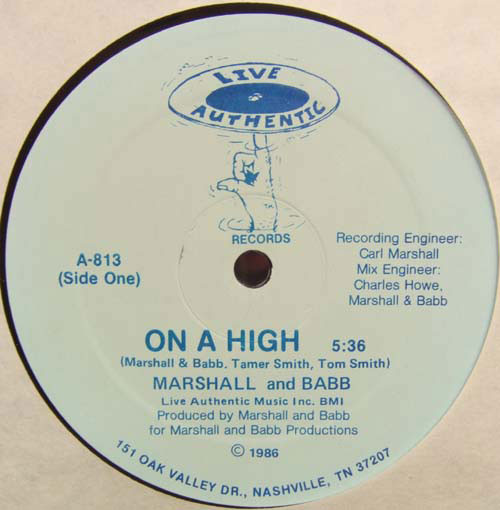 LIVE
AUTHENTIC
RECORDS
A-813
(Side One)
Recording Engineer:
Carl Marshall
Mix Engineer:
Charles Howe,
Marshall & Babb
ON A HIGH 5:36
(Marshall & Babb. Tamer Smith, Tom Smith)
MARSHALL and BABB
Live Authentic Music Inc. BMI
Produced by Marshall and Babb
for Marshall and Babb Productions
© 1986
151 OAK VALLEY DR., NASHVILLE, TN 37207